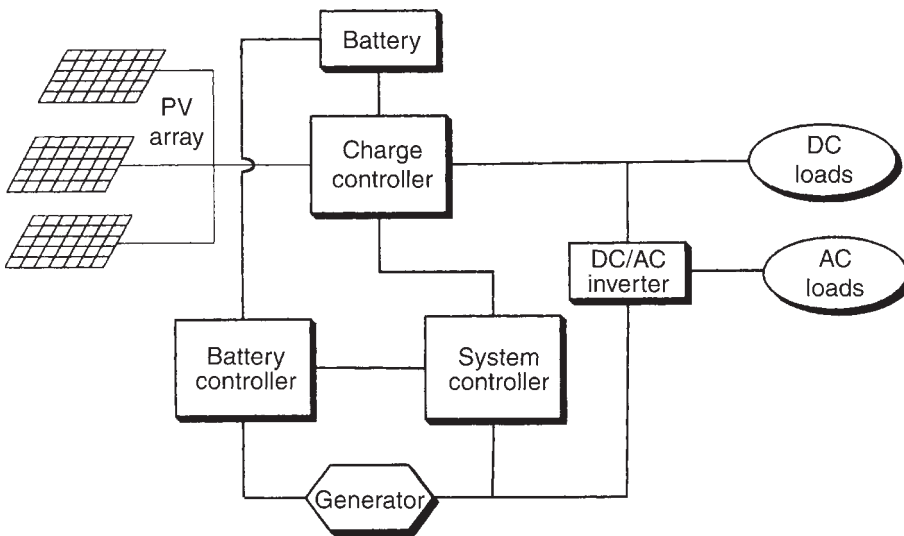 Battery
PV
array
Charge
controller
DC
loads
DC/AC
inverter
AC
loads
Battery
controller
System
controller
Generator